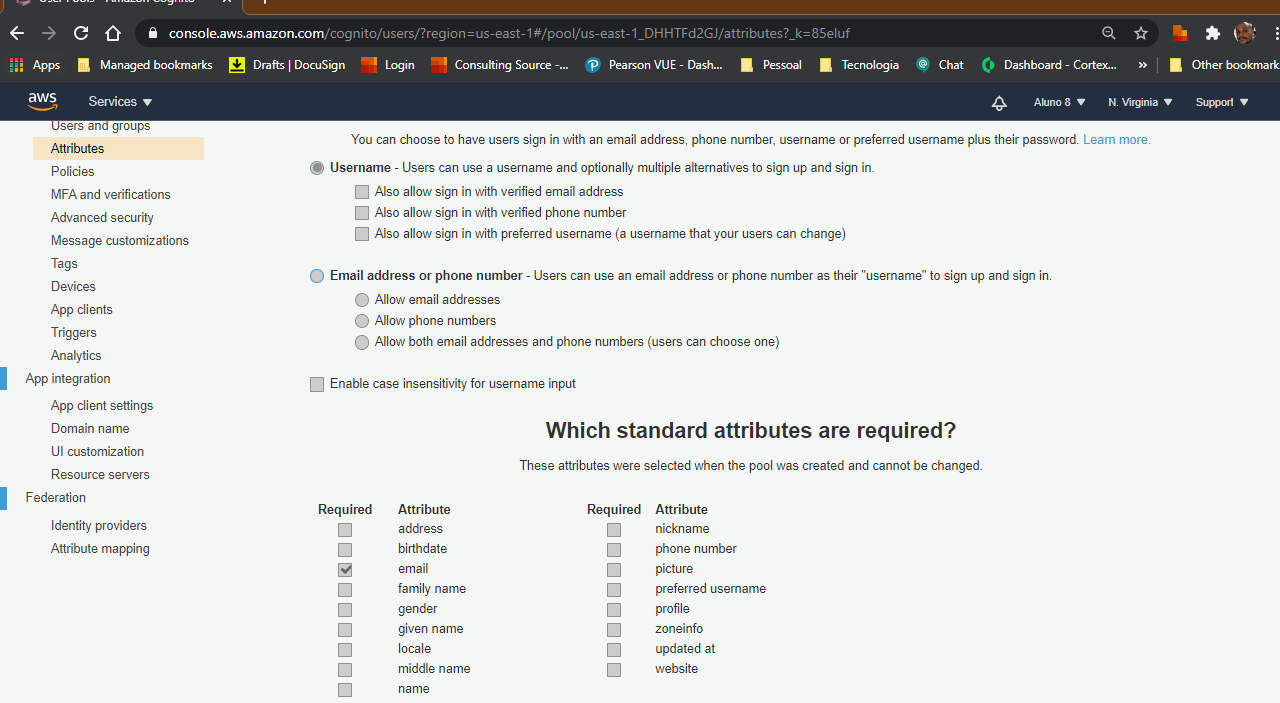 User Pools - Amazon Cognito
console.aws.amazon.com/cognito/users/?region=us-east-1#/pool/us-east-1_DHHTFd2GJ/attributes?_k=85eluf
Apps Managed bookmarks Drafts | DocuSign Login Consulting Source -... Pearson VUE - Dash... Pessoal Tecnologia Chat Dashboard - Cortex... » Other bookmark
aws Services Aluno 8 N. Virginia Support
Users and groups
Attributes
Policies
MFA and verifications
Advanced security
Message customizations
Tags
Devices
App clients
Triggers
Analytics
App integration
App client settings
Domain name
UI customization
Resource servers
Federation
Identity providers
Attribute mapping
You can choose to have users sign in with an email address, phone number, username or preferred username plus their password. Learn more.
Username - Users can use a username and optionally multiple alternatives to sign up and sign in.
Also allow sign in with verified email address
Also allow sign in with verified phone number
Also allow sign in with preferred username (a username that your users can change)
Email address or phone number - Users can use an email address or phone number as their "username" to sign up and sign in.
Allow email addresses
Allow phone numbers
Allow both email addresses and phone numbers (users can choose one)
Enable case insensitivity for username input
Which standard attributes are required?
These attributes were selected when the pool was created and cannot be changed.
Required Attribute Required Attribute
address nickname
birthdate phone number
email picture
family name preferred username
gender profile
given name zoneinfo
locale updated at
middle name website
name